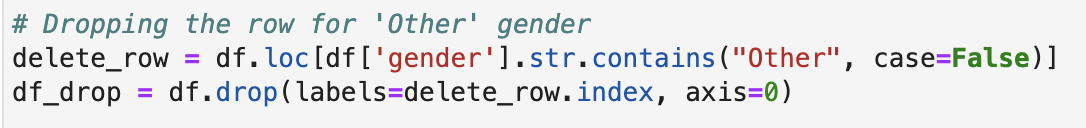 # Dropping the row for 'Other' gender
delete_row = df.loc[df['gender'].str.contains("Other", case=False)]
df_drop = df.drop(labels=delete_row.index, axis=0)